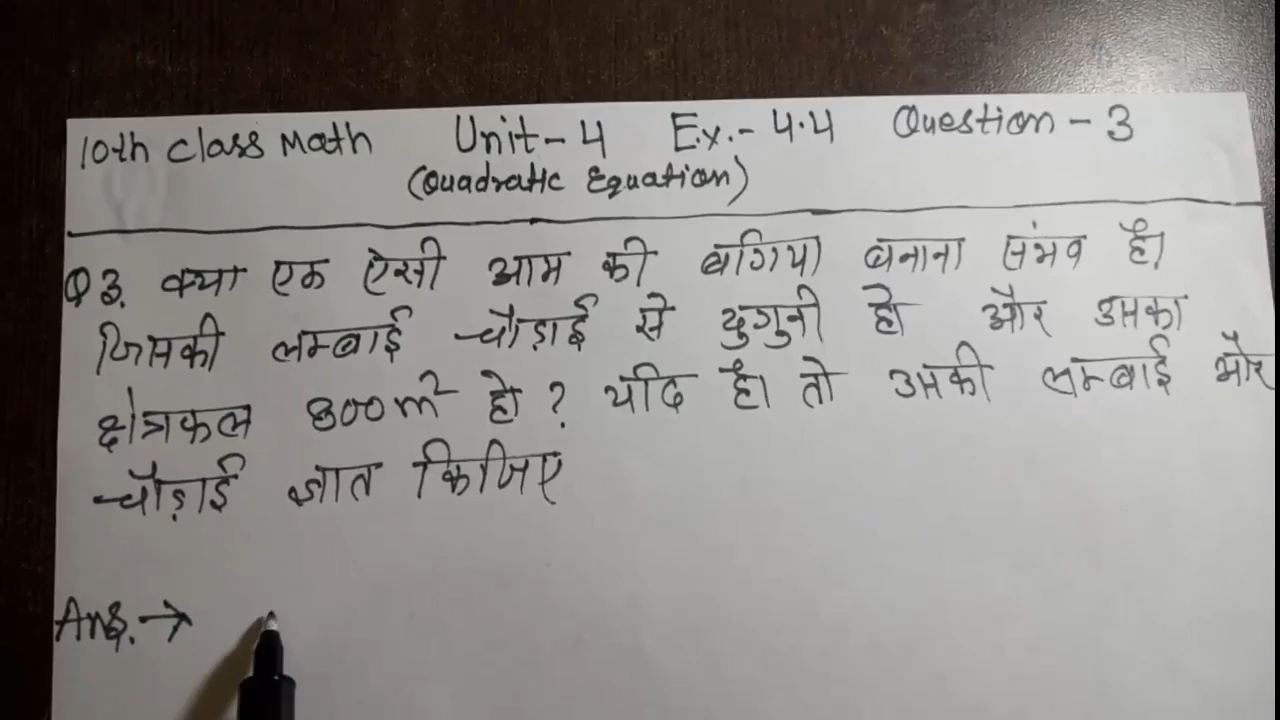 10th class Math Unit-4 Ex.- 4.4 Question - 3
(Quadratic Equation)
Q 3. क्या एक ऐसी आम की बगिया बनाना संभव है।
जिसकी लम्बाई चौड़ाई से दुगुनी हो और उसका
क्षेत्रफल 800m² हो ? यदि है। तो उसकी लम्बाई और
चौड़ाई ज्ञात किजिए
Ans. →